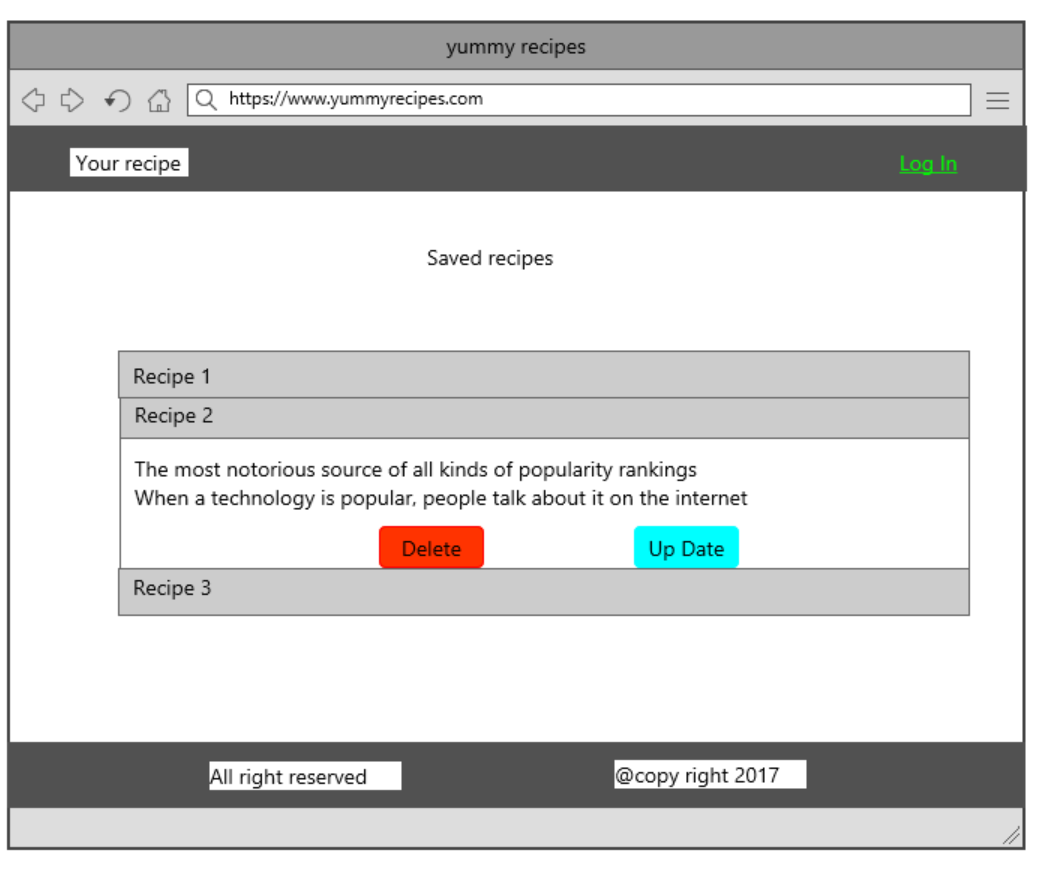 yummy recipes
https://www.yummyrecipes.com
Your recipe
Log In
Saved recipes
Recipe 1
Recipe 2
The most notorious source of all kinds of popularity rankings
When a technology is popular, people talk about it on the internet
Delete
Up Date
Recipe 3
All right reserved
@copy right 2017